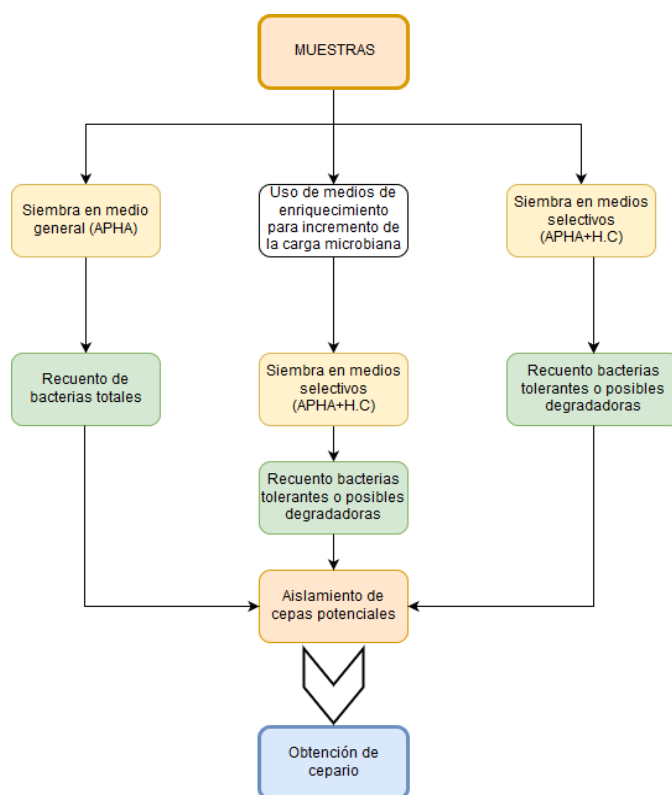 MUESTRAS
Siembra en medio
general (APHA)
Uso de medios de
enriquecimiento
para incremento de
la carga microbiana
Siembra en medios
selectivos
(APHA+H.C)
Recuento de
bacterias totales
Siembra en medios
selectivos
(APHA+H.C)
Recuento bacterias
tolerantes o posibles
degradadoras
Recuento bacterias
tolerantes o posibles
degradadoras
Aislamiento de
cepas potenciales
Obtención de
cepario